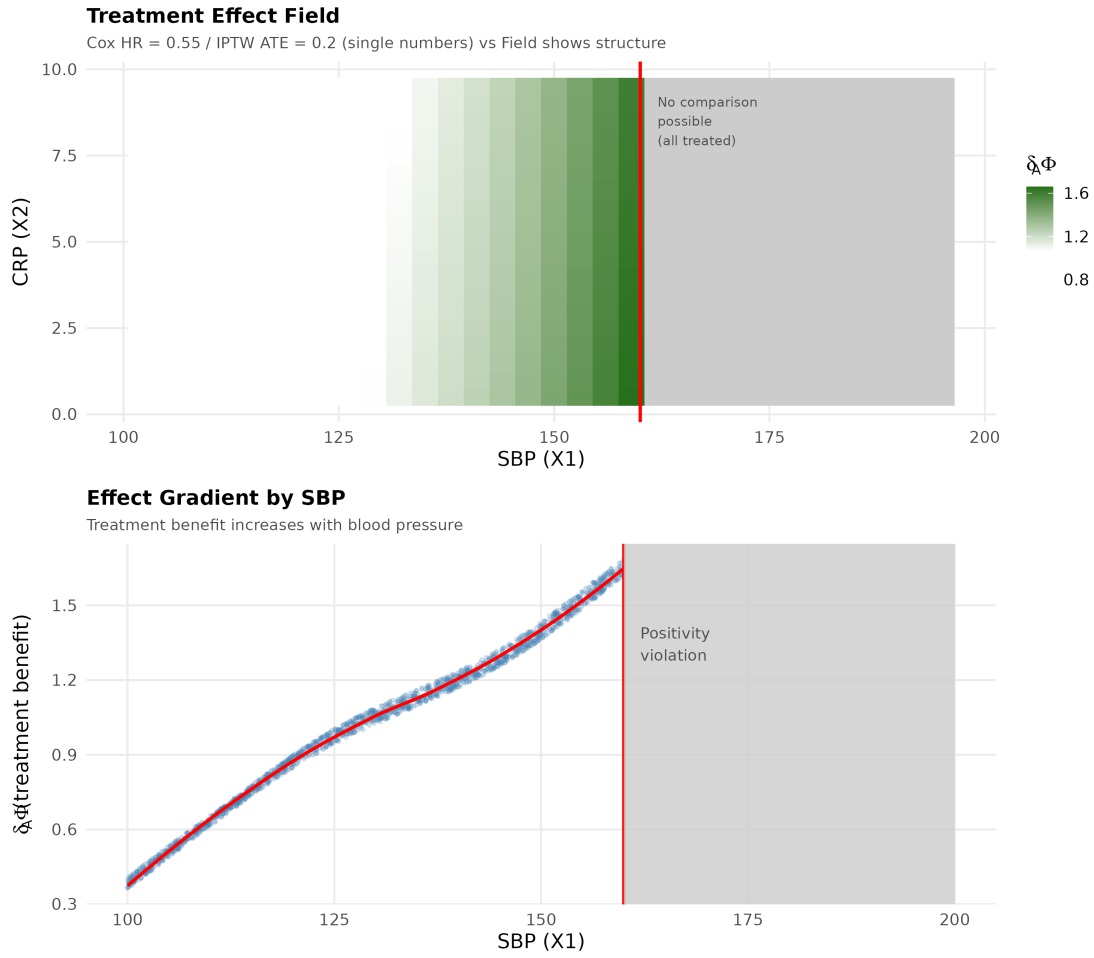 Treatment Effect Field
Cox HR = 0.55 / IPTW ATE = 0.2 (single numbers) vs Field shows structure
10.0
7.5
5.0
2.5
0.0
CRP (X2)
No comparison
possible
(all treated)
δAΦ
1.6
1.2
0.8
100
125
150
175
200
SBP (X1)
Effect Gradient by SBP
Treatment benefit increases with blood pressure
1.5
1.2
0.9
0.6
0.3
δAΦ(treatment benefit)
Positivity
violation
100
125
150
175
200
SBP (X1)